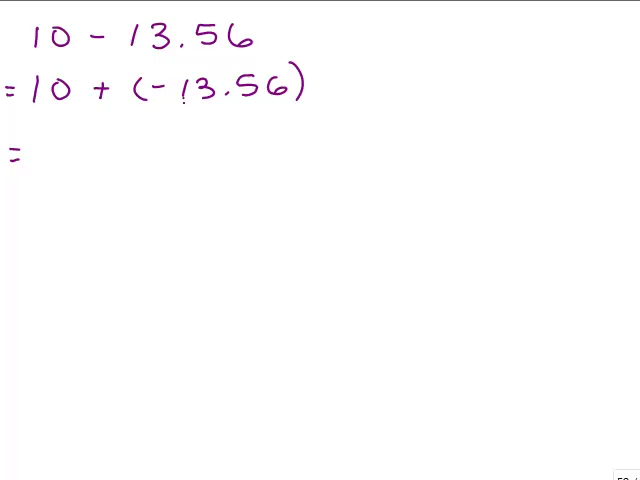 10 - 13.56
= 10 + (-13.56)
=